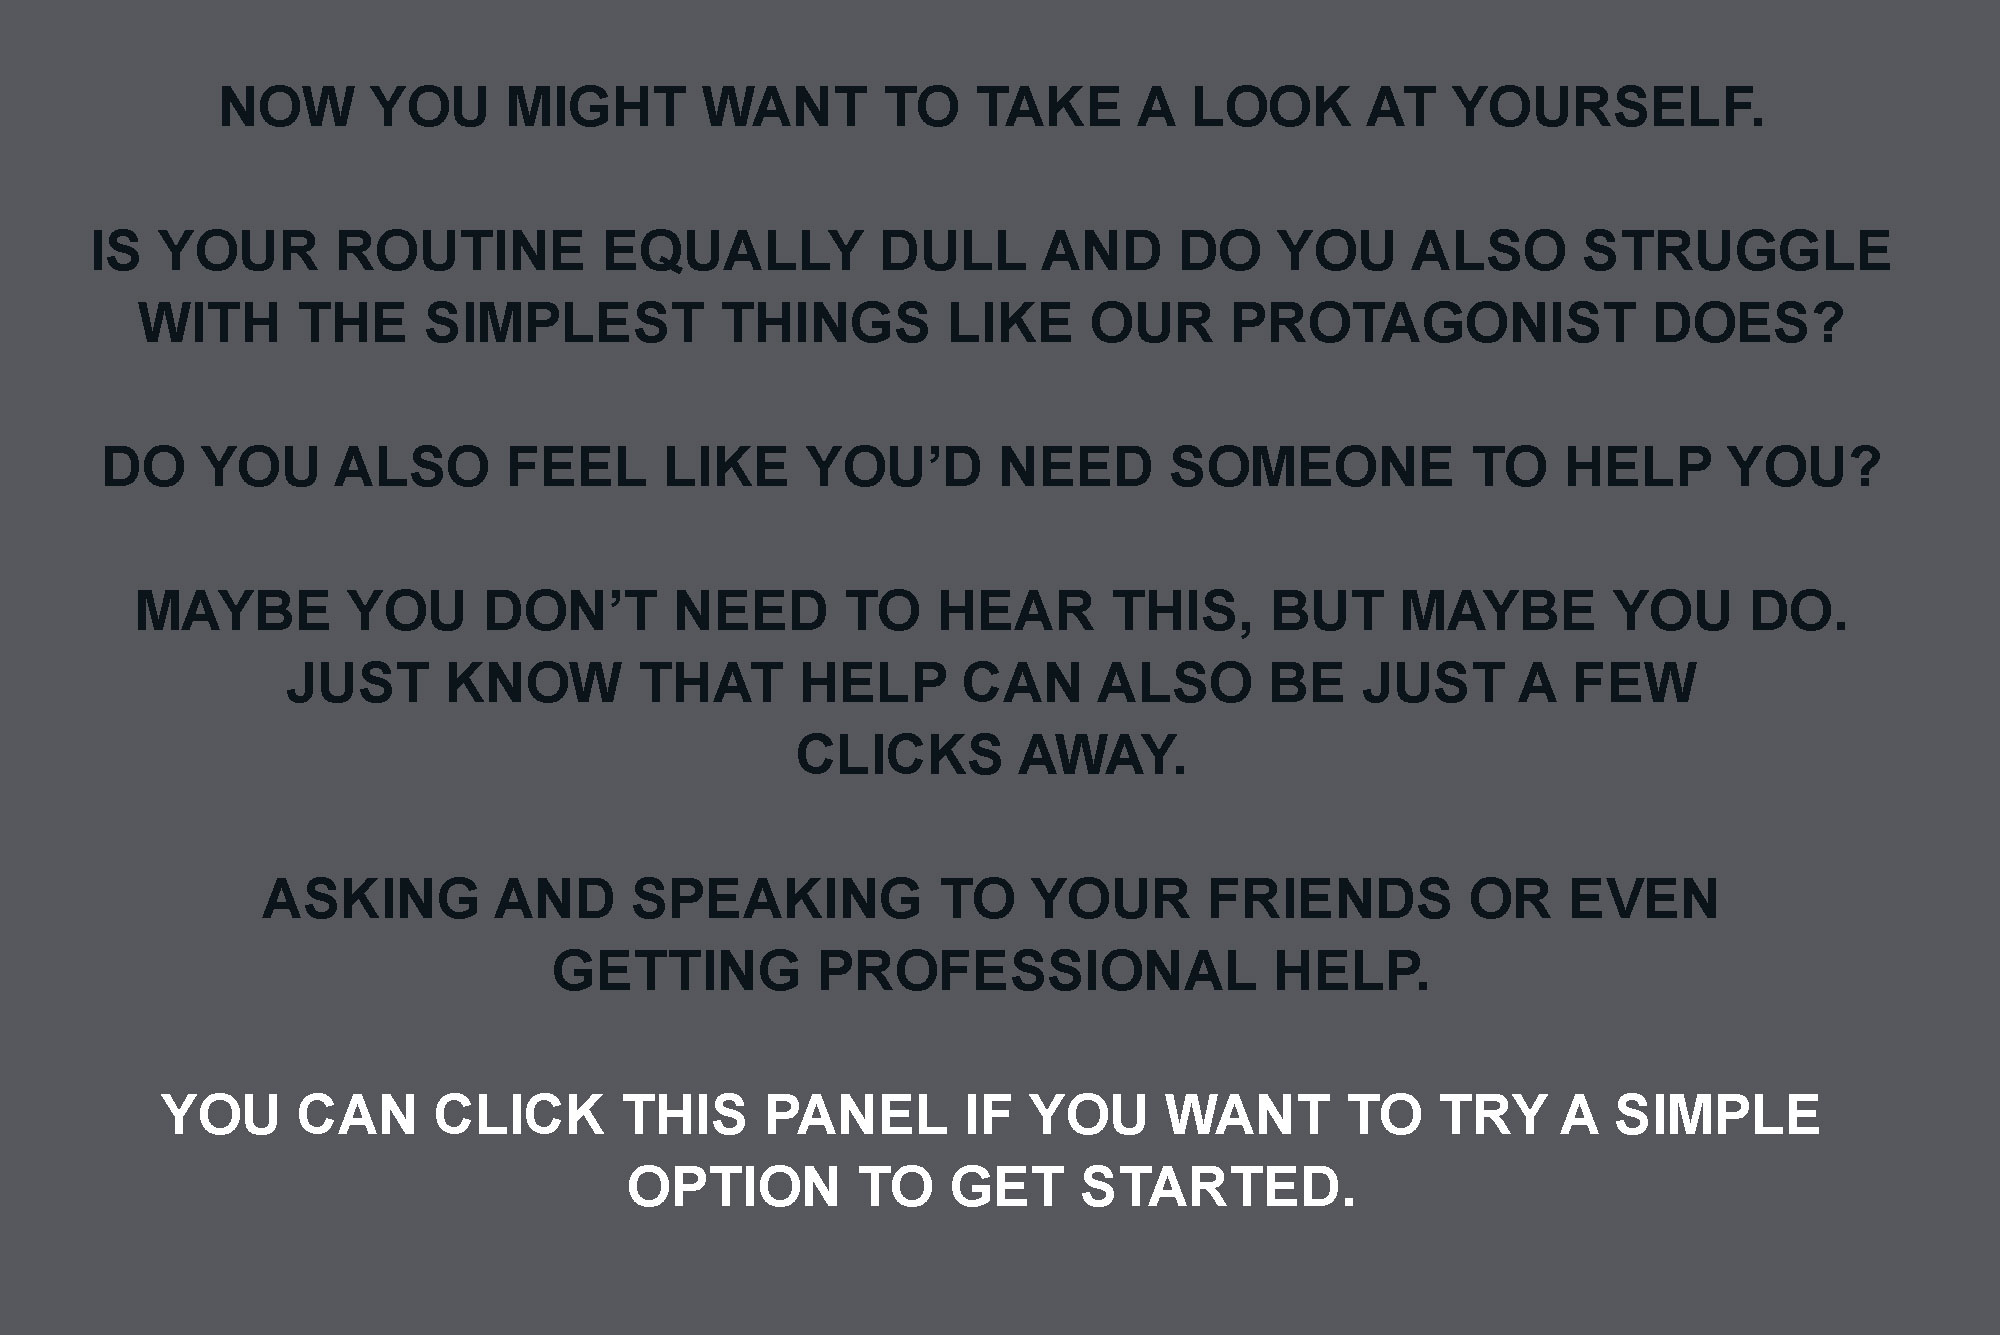 NOW YOU MIGHT WANT TO TAKE A LOOK AT YOURSELF.
IS YOUR ROUTINE EQUALLY DULL AND DO YOU ALSO STRUGGLE
WITH THE SIMPLEST THINGS LIKE OUR PROTAGONIST DOES?
DO YOU ALSO FEEL LIKE YOU’D NEED SOMEONE TO HELP YOU?
MAYBE YOU DON’T NEED TO HEAR THIS, BUT MAYBE YOU DO.
JUST KNOW THAT HELP CAN ALSO BE JUST A FEW
CLICKS AWAY.
ASKING AND SPEAKING TO YOUR FRIENDS OR EVEN
GETTING PROFESSIONAL HELP.
YOU CAN CLICK THIS PANEL IF YOU WANT TO TRY A SIMPLE
OPTION TO GET STARTED.